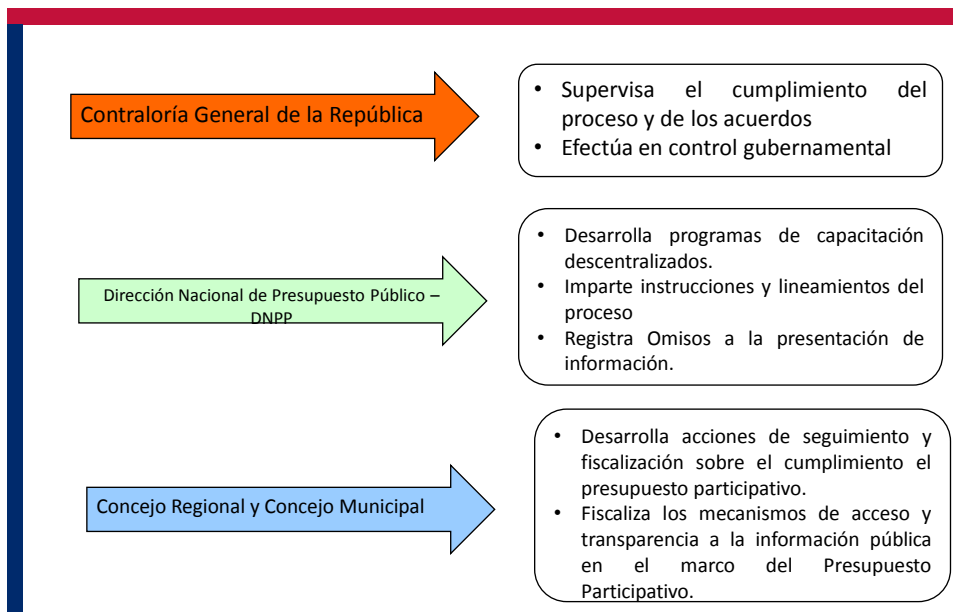 Contraloría General de la República
• Supervisa el cumplimiento del
proceso y de los acuerdos
• Efectúa en control gubernamental
Dirección Nacional de Presupuesto Público –
DNPP
• Desarrolla programas de capacitación
descentralizados.
• Imparte instrucciones y lineamientos del
proceso
• Registra Omisos a la presentación de
información.
Concejo Regional y Concejo Municipal
• Desarrolla acciones de seguimiento y
fiscalización sobre el cumplimiento el
presupuesto participativo.
• Fiscaliza los mecanismos de acceso y
transparencia a la información pública
en el marco del Presupuesto
Participativo.